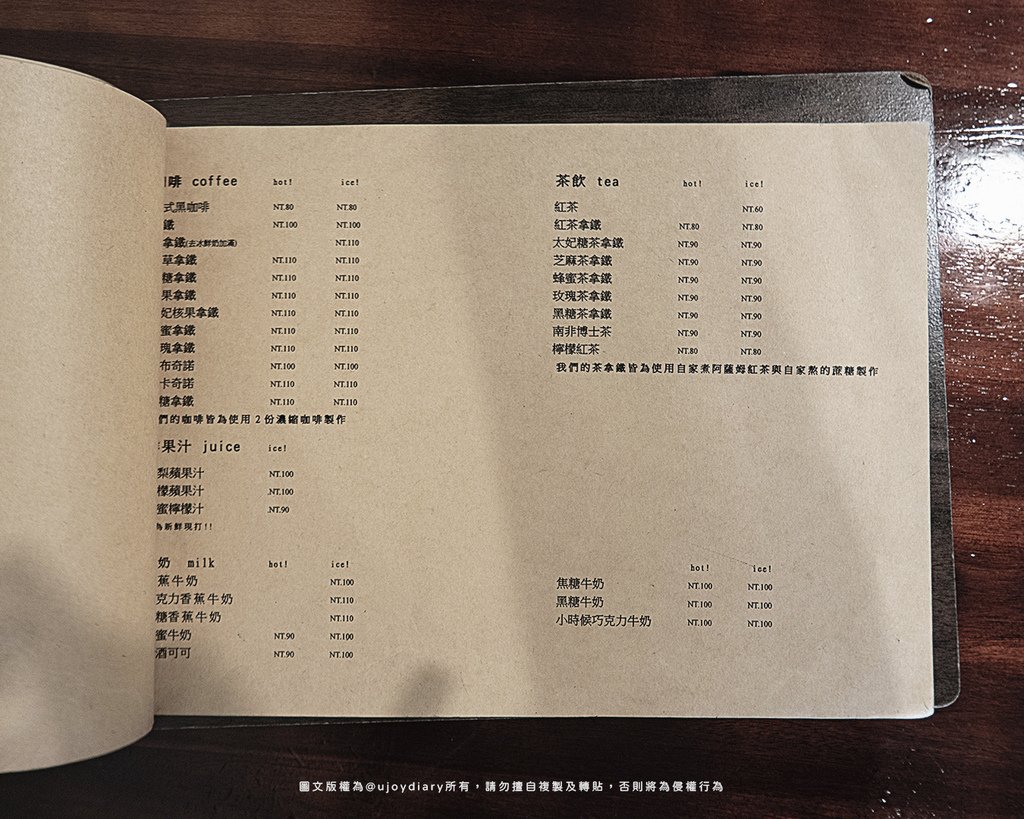 啡 coffee hot! ice!
式黑咖啡 NT.80 NT.80
鐵 NT.100 NT.100
拿鐵(去冰鮮奶加滿) NT.110
草拿鐵 NT.110 NT.110
糖拿鐵 NT.110 NT.110
果拿鐵 NT.110 NT.110
妃核果拿鐵 NT.110 NT.110
蜜拿鐵 NT.110 NT.110
瑰拿鐵 NT.110 NT.110
布奇諾 NT.100 NT.100
卡奇諾 NT.110 NT.110
糖拿鐵 NT.110 NT.110
們的咖啡皆為使用2份濃縮咖啡製作
果汁 juice ice!
梨蘋果汁 NT.100
檬蘋果汁 NT.100
蜜檸檬汁 NT.90
為新鮮現打!!
奶 milk hot! ice!
蕉牛奶 NT.100
克力香蕉牛奶 NT.110
糖香蕉牛奶 NT.110
蜜牛奶 NT.90 NT.100
酒可可 NT.90 NT.100
茶飲 tea hot! ice!
紅茶 NT.60
紅茶拿鐵 NT.80 NT.80
太妃糖茶拿鐵 NT.90 NT.90
芝麻茶拿鐵 NT.90 NT.90
蜂蜜茶拿鐵 NT.90 NT.90
玫瑰茶拿鐵 NT.90 NT.90
黑糖茶拿鐵 NT.90 NT.90
南非博士茶 NT.90 NT.90
檸檬紅茶 NT.80 NT.80
我們的茶拿鐵皆為使用自家煮阿薩姆紅茶與自家熬的蔗糖製作
hot! ice!
焦糖牛奶 NT.100 NT.100
黑糖牛奶 NT.100 NT.100
小時候巧克力牛奶 NT.100 NT.100
圖文版權為@ujoydiary所有，請勿擅自複製及轉貼，否則將為侵權行為